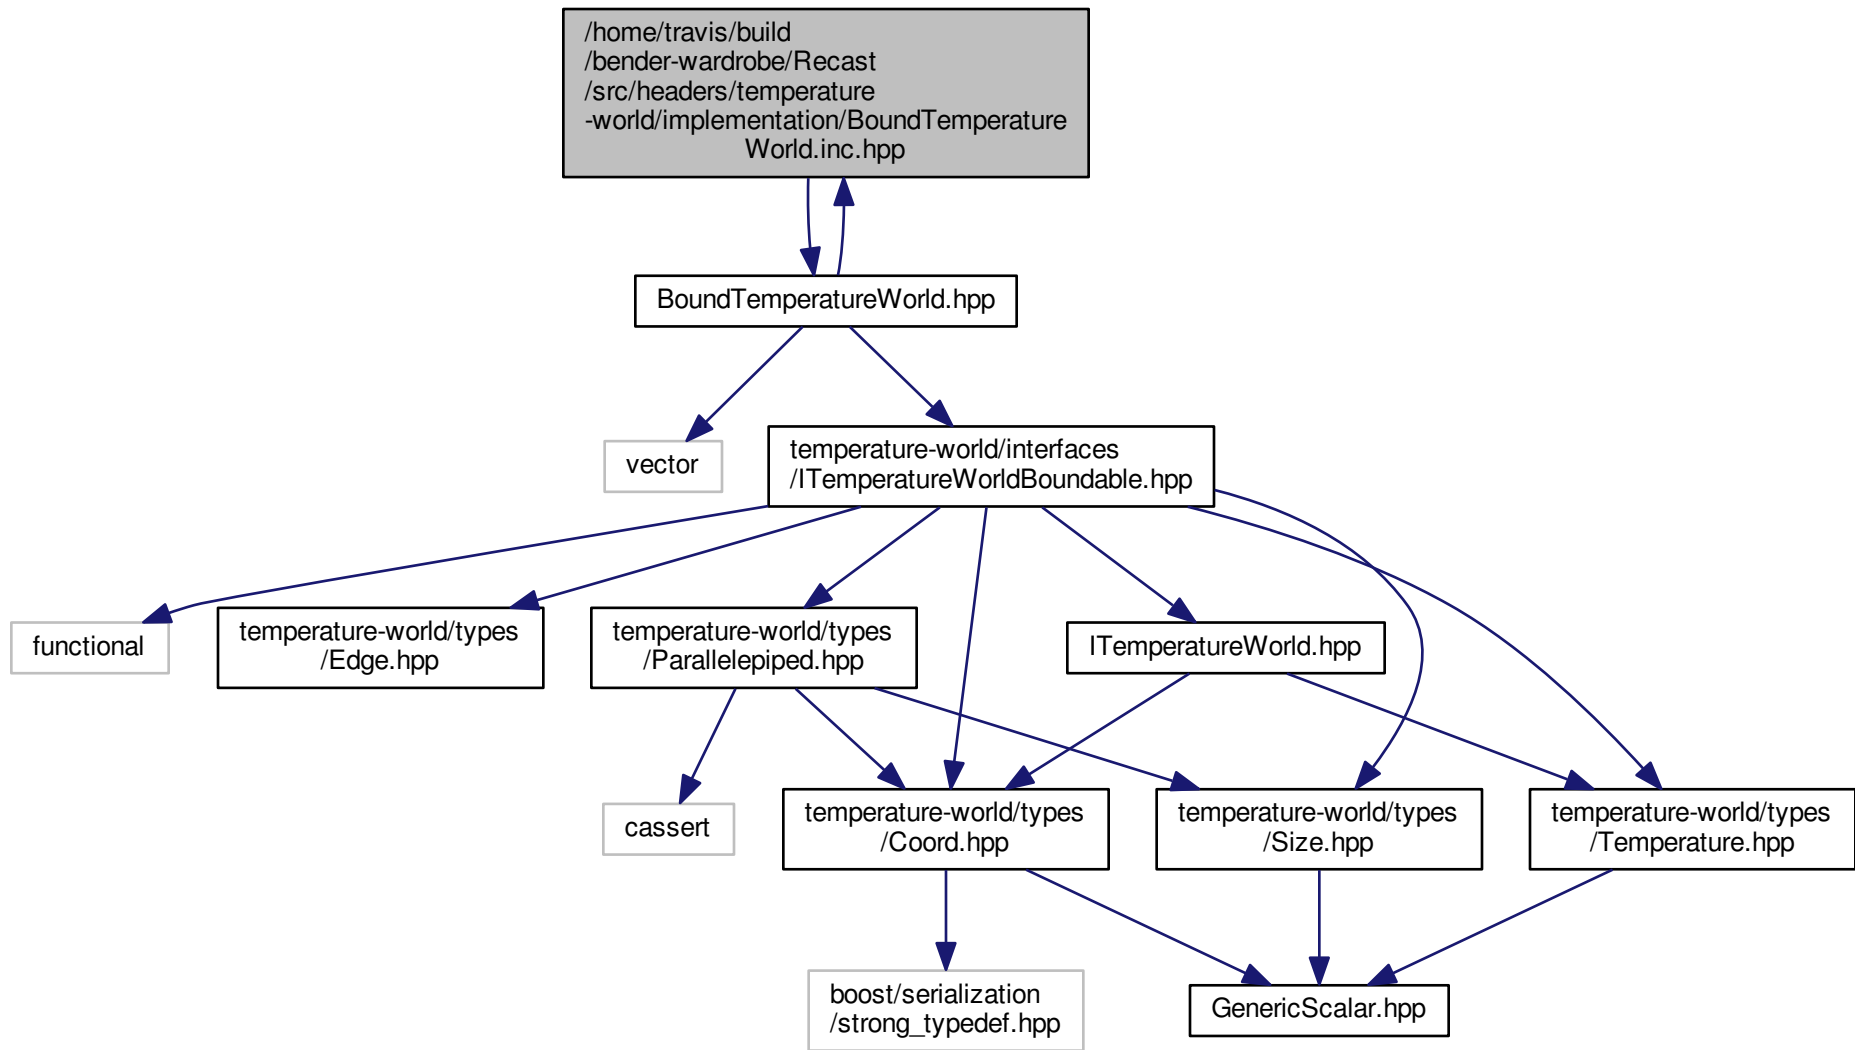 /home/travis/build
/bender-wardrobe/Recast
/src/headers/temperature
-world/implementation/BoundTemperature
World.inc.hpp
BoundTemperatureWorld.hpp
vector
temperature-world/interfaces
/ITemperatureWorldBoundable.hpp
functional
temperature-world/types
/Edge.hpp
temperature-world/types
/Parallelepiped.hpp
ITemperatureWorld.hpp
cassert
temperature-world/types
/Coord.hpp
temperature-world/types
/Size.hpp
temperature-world/types
/Temperature.hpp
boost/serialization
/strong_typedef.hpp
GenericScalar.hpp